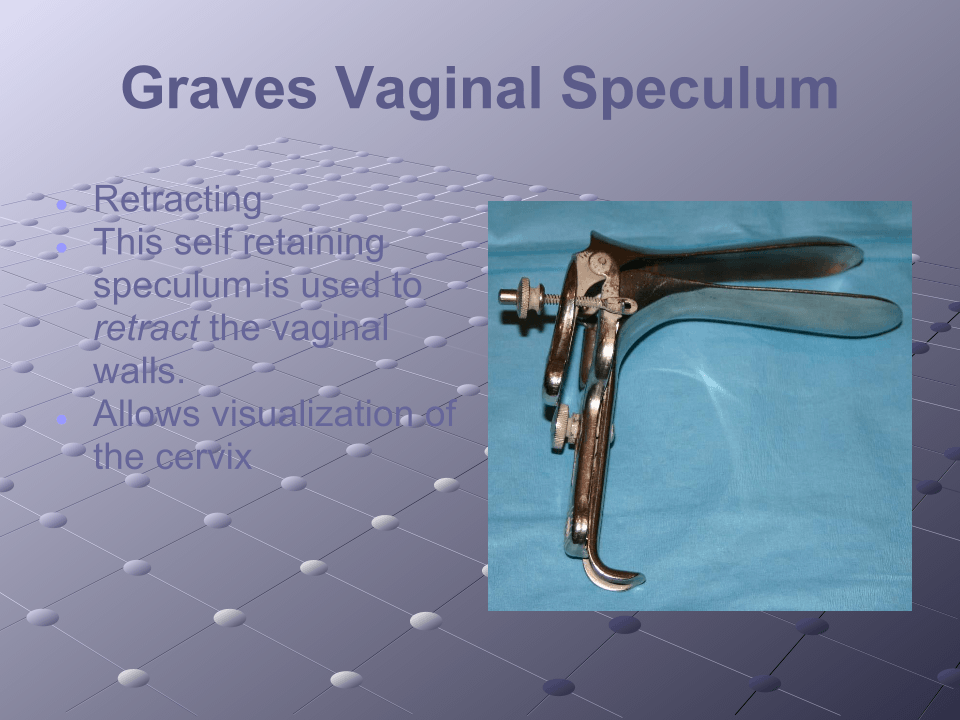 Graves Vaginal Speculum
Retracting
This self retaining
speculum is used to
retract the vaginal
walls.
Allows visualization of
the cervix